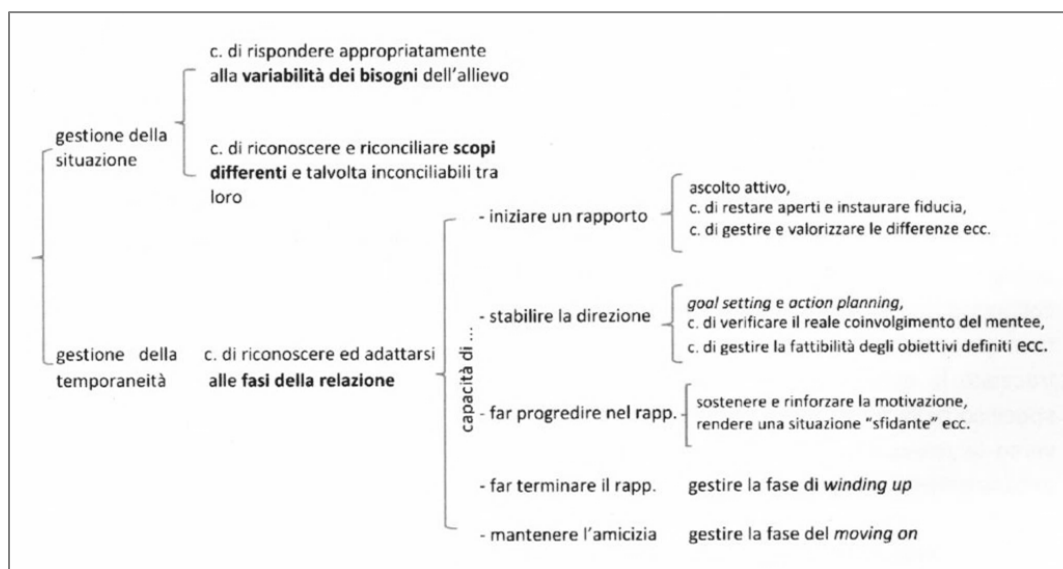 c. di rispondere appropriatamente
alla variabilità dei bisogni dell'allievo
gestione della
situazione
c. di riconoscere e riconciliare scopi
differenti e talvolta inconciliabili tra
loro
- iniziare un rapporto
ascolto attivo,
c. di restare aperti e instaurare fiducia,
c. di gestire e valorizzare le differenze ecc.
- stabilire la direzione
goal setting e action planning,
c. di verificare il reale coinvolgimento del mentee,
c. di gestire la fattibilità degli obiettivi definiti ecc.
gestione della
temporaneità
c. di riconoscere ed adattarsi
alle fasi della relazione
capacità di ...
- far progredire nel rapp.
sostenere e rinforzare la motivazione,
rendere una situazione "sfidante" ecc.
- far terminare il rapp.
gestire la fase di winding up
- mantenere l'amicizia
gestire la fase del moving on